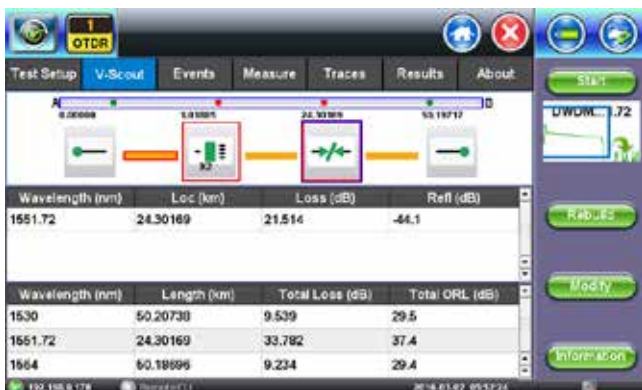 1
OTDR
Test Setup V-Scout Events Measure Traces Results About
Start
A B
0.00000 24.30169
DWDM... 1.72
X2
Wavelength (nm) Loc (km) Loss (dB) Refl (dB)
1551.72 24.30169 21.514 -44.1
Rebuild
Wavelength (nm) Length (km) Total Loss (dB) Total ORL (dB)
1530 50.20738 9.539 29.5
1551.72 24.30169 33.782 37.4
1564 50.18696 9.234 29.4
Modify
Information